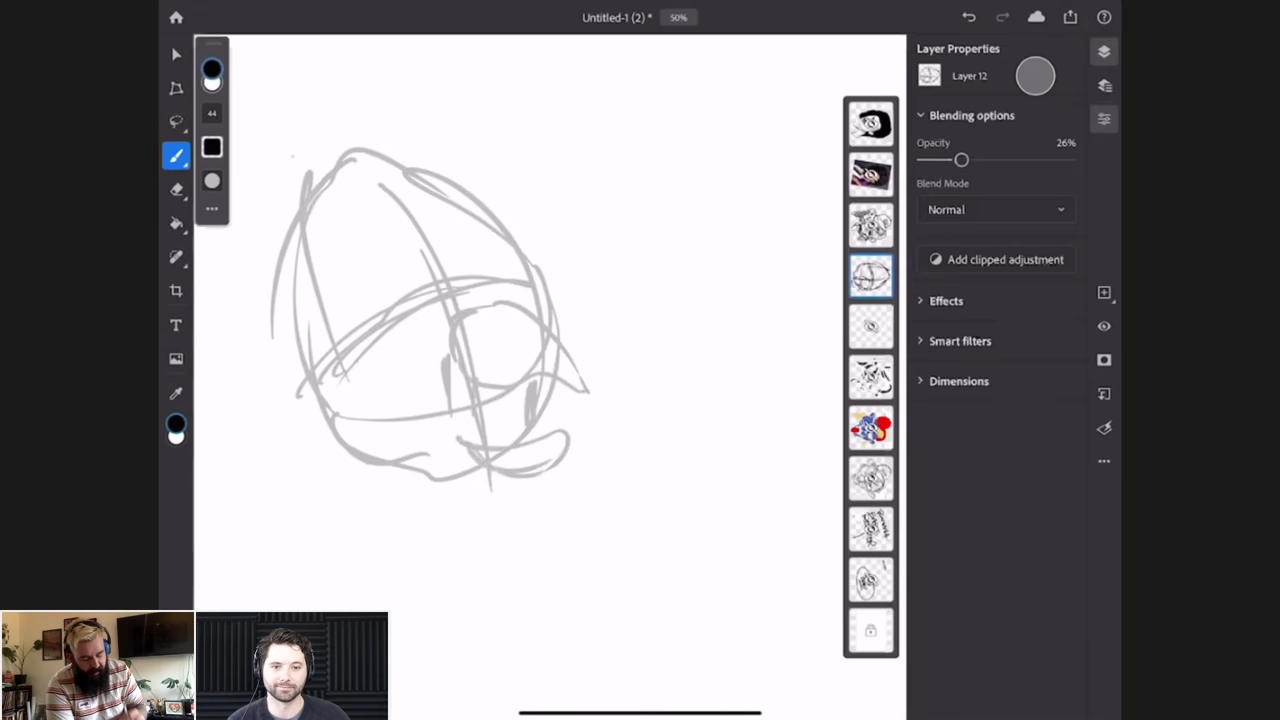 Untitled-1 (2) *
50%
Layer Properties
Layer 12
44
Blending options
Opacity
26%
Blend Mode
Normal
Add clipped adjustment
Effects
Smart filters
Dimensions